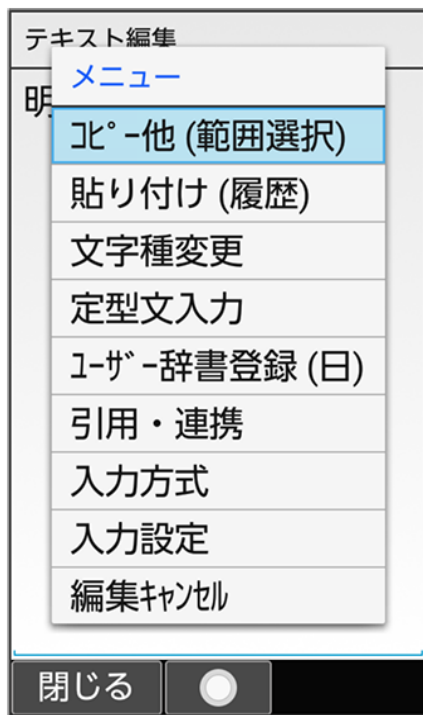 テキスト編集
メニュー
明
ｺﾋﾟｰ他 (範囲選択)
貼り付け (履歴)
文字種変更
定型文入力
ﾕｰｻﾞｰ辞書登録 (日)
引用・連携
入力方式
入力設定
編集ｷｬﾝｾﾙ
閉じる